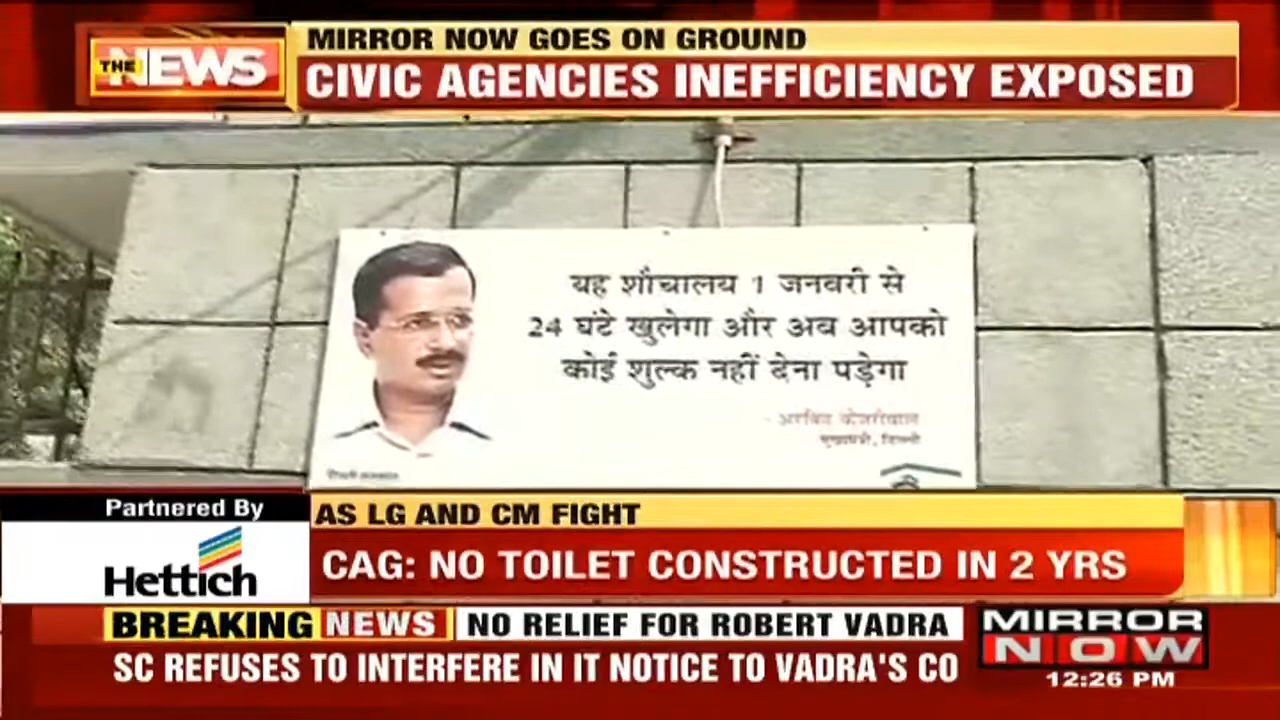 THE NEWS
MIRROR NOW GOES ON GROUND
CIVIC AGENCIES INEFFICIENCY EXPOSED
यह शौचालय 1 जनवरी से
24 घंटे खुलेगा और अब आपको
कोई शुल्क नहीं देना पड़ेगा
- अरविंद केजरीवाल
मुख्यमंत्री, दिल्ली
Partnered By
Hettich
AS LG AND CM FIGHT
CAG: NO TOILET CONSTRUCTED IN 2 YRS
BREAKING NEWS NO RELIEF FOR ROBERT VADRA
SC REFUSES TO INTERFERE IN IT NOTICE TO VADRA'S CO
MIRROR
NOW
12:26 PM